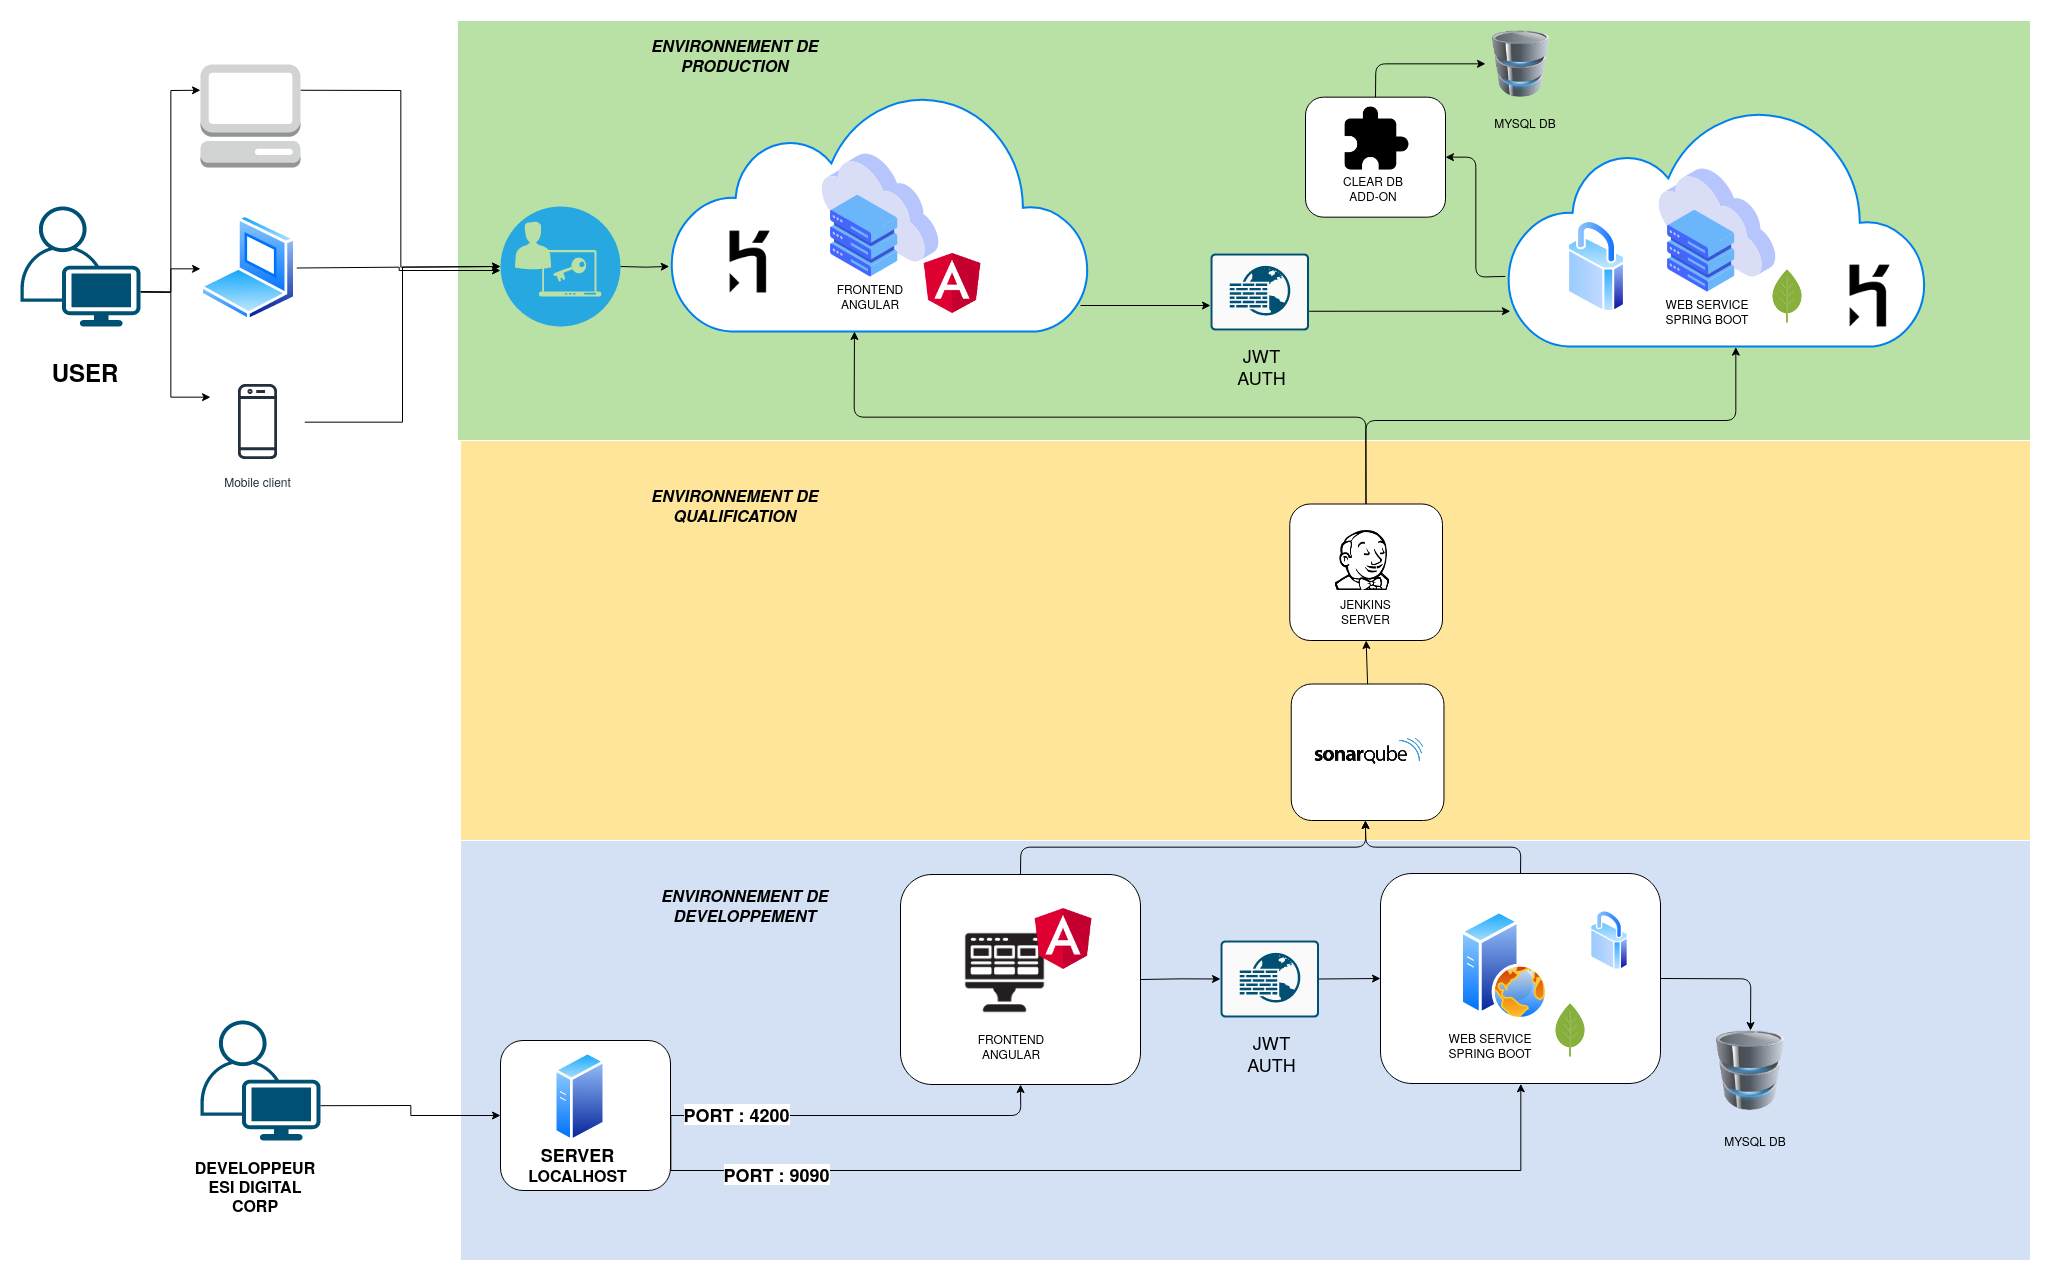 ENVIRONNEMENT DE
PRODUCTION
MYSQL DB
CLEAR DB
ADD-ON
FRONTEND
ANGULAR
WEB SERVICE
SPRING BOOT
JWT
AUTH
USER
Mobile client
ENVIRONNEMENT DE
QUALIFICATION
JENKINS
SERVER
sonarqube
ENVIRONNEMENT DE
DEVELOPPEMENT
FRONTEND
ANGULAR
JWT
AUTH
WEB SERVICE
SPRING BOOT
MYSQL DB
SERVER
LOCALHOST
PORT : 4200
PORT : 9090
DEVELOPPEUR
ESI DIGITAL
CORP